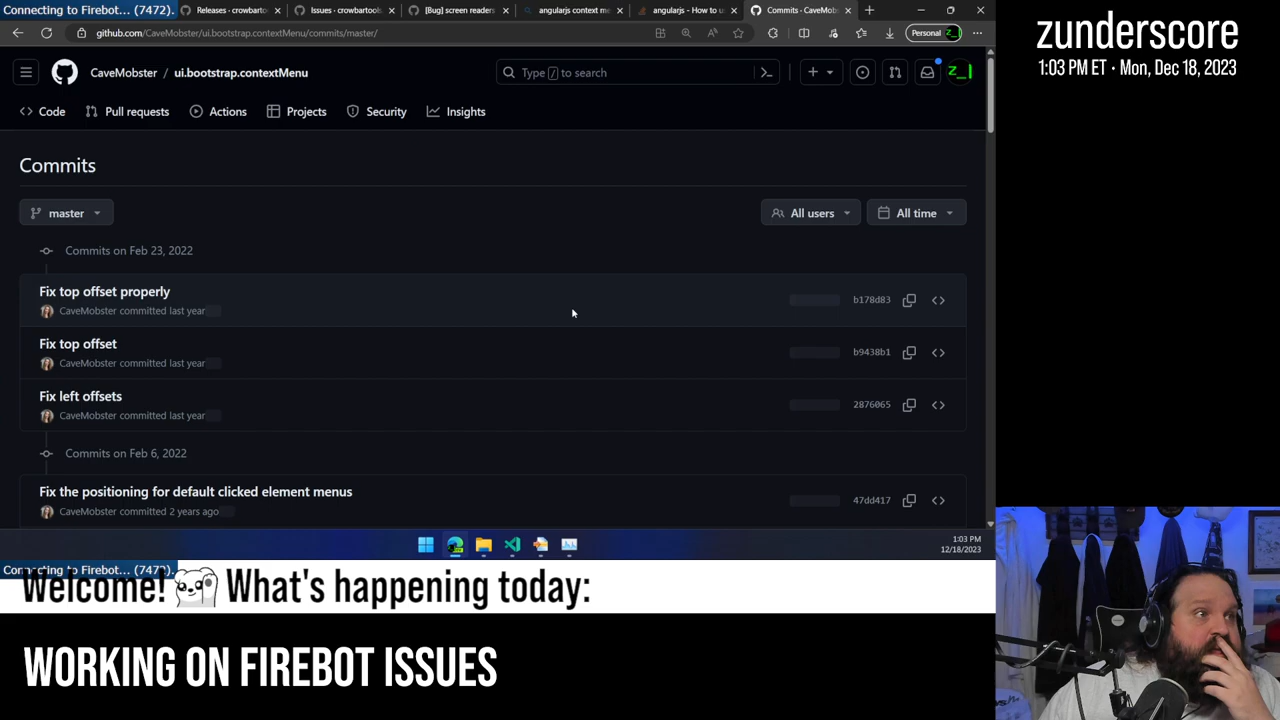 Connecting to Firebot... (7472).
Releases · crowbartools
Issues · crowbartools
[Bug] screen readers
angularjs context me
angularjs - How to us
Commits · CaveMob
github.com/CaveMobster/ui.bootstrap.contextMenu/commits/master/
Personal
zunderscore
1:03 PM ET · Mon, Dec 18, 2023
CaveMobster / ui.bootstrap.contextMenu
Type / to search
z_|
Code
Pull requests
Actions
Projects
Security
Insights
Commits
master
All users
All time
Commits on Feb 23, 2022
Fix top offset properly
CaveMobster committed last year
b178d83
Fix top offset
CaveMobster committed last year
b9438b1
Fix left offsets
CaveMobster committed last year
2876065
Commits on Feb 6, 2022
Fix the positioning for default clicked element menus
CaveMobster committed 2 years ago
47dd417
1:03 PM
12/18/2023
Connecting to Firebot... (7472).
Welcome! What's happening today:
WORKING ON FIREBOT ISSUES